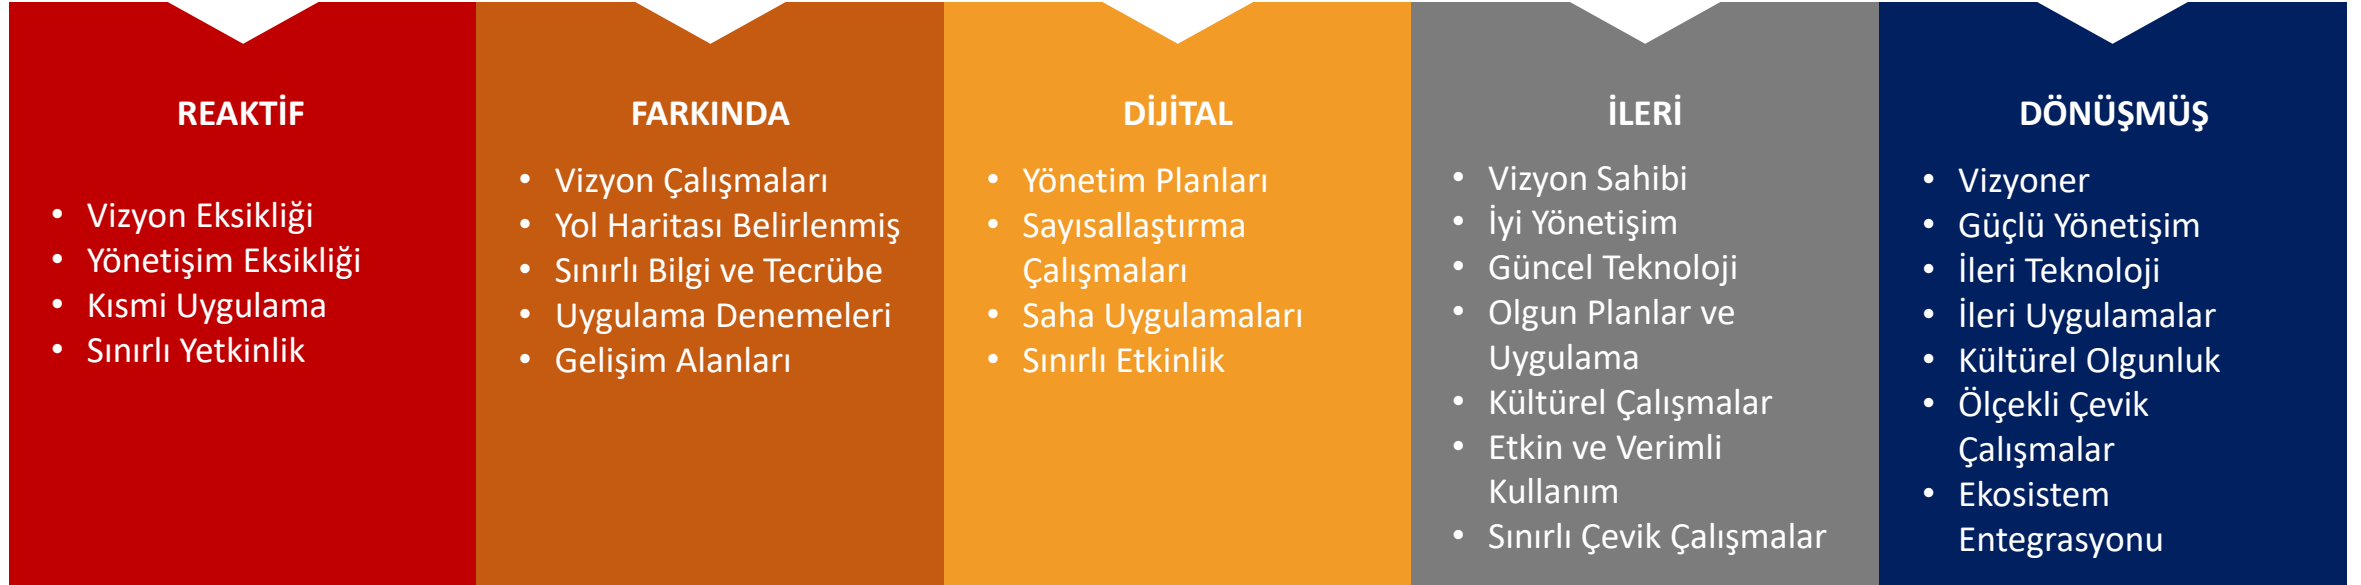 REAKTİF
• Vizyon Eksikliği
• Yönetişim Eksikliği
• Kısmi Uygulama
• Sınırlı Yetkinlik
FARKINDA
• Vizyon Çalışmaları
• Yol Haritası Belirlenmiş
• Sınırlı Bilgi ve Tecrübe
• Uygulama Denemeleri
• Gelişim Alanları
DİJİTAL
• Yönetim Planları
• Sayısallaştırma
Çalışmaları
• Saha Uygulamaları
• Sınırlı Etkinlik
İLERİ
• Vizyon Sahibi
• İyi Yönetişim
• Güncel Teknoloji
• Olgun Planlar ve
Uygulama
• Kültürel Çalışmalar
• Etkin ve Verimli
Kullanım
• Sınırlı Çevik Çalışmalar
DÖNÜŞMÜŞ
• Vizyoner
• Güçlü Yönetişim
• İleri Teknoloji
• İleri Uygulamalar
• Kültürel Olgunluk
• Ölçekli Çevik
Çalışmalar
• Ekosistem
Entegrasyonu